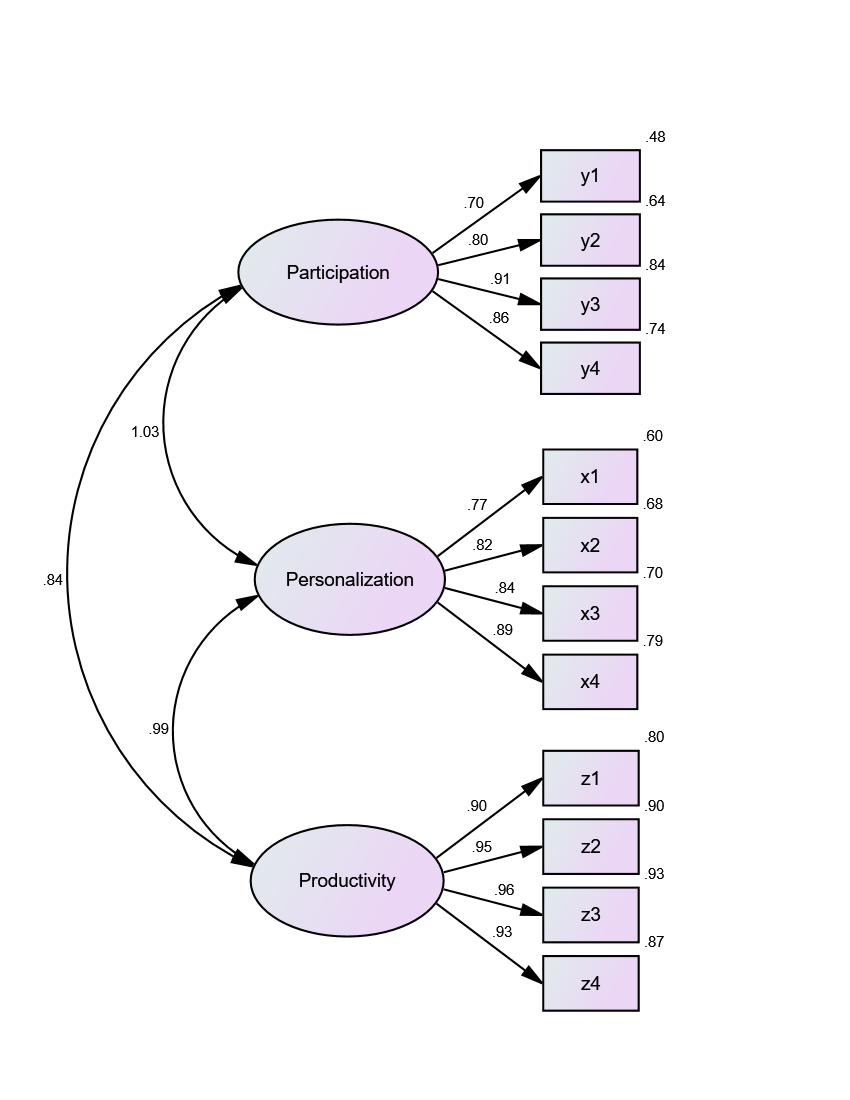 .48
y1
.70
.64
y2
.80
Participation
.84
y3
.91
.86
.74
y4
1.03
.60
x1
.77
.68
x2
.82
Personalization
.70
x3
.84
.84
.89
.79
x4
.99
.80
z1
.90
.90
z2
.95
Productivity
.93
z3
.96
.93
.87
z4